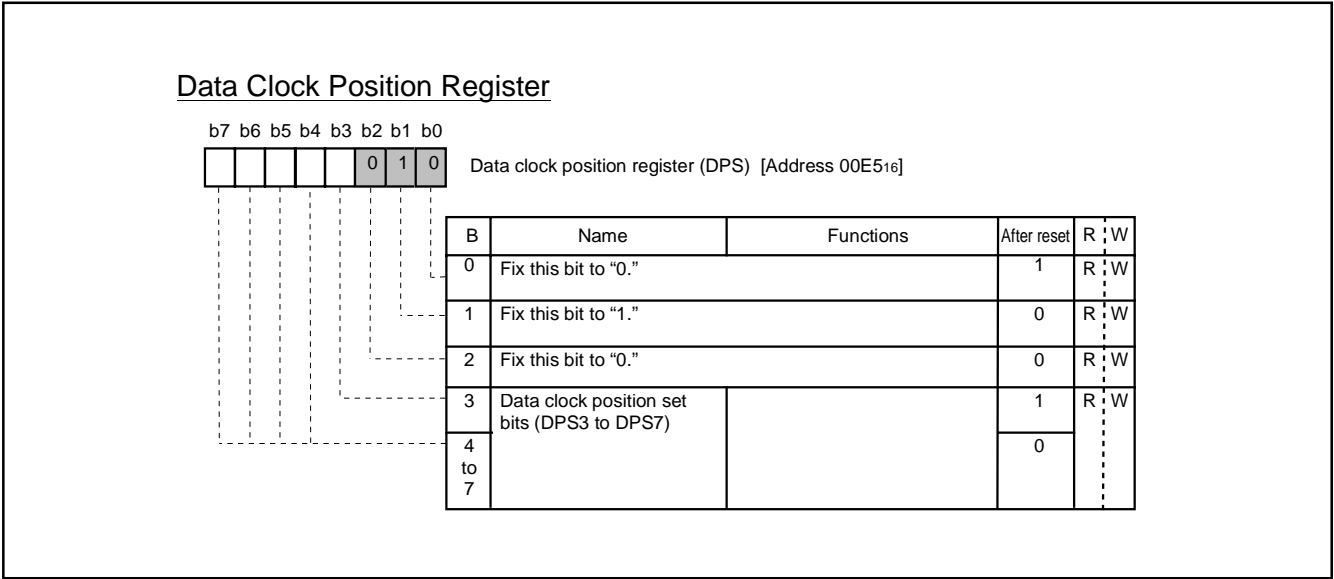 Data Clock Position Register
b7 b6 b5 b4 b3 b2 b1 b0
0 1 0
Data clock position register (DPS) [Address 00E516]
B Name Functions After reset R W
0 Fix this bit to “0.” 1 R W
1 Fix this bit to “1.” 0 R W
2 Fix this bit to “0.” 0 R W
3 Data clock position set 1 R W
bits (DPS3 to DPS7)
4 0
to
7